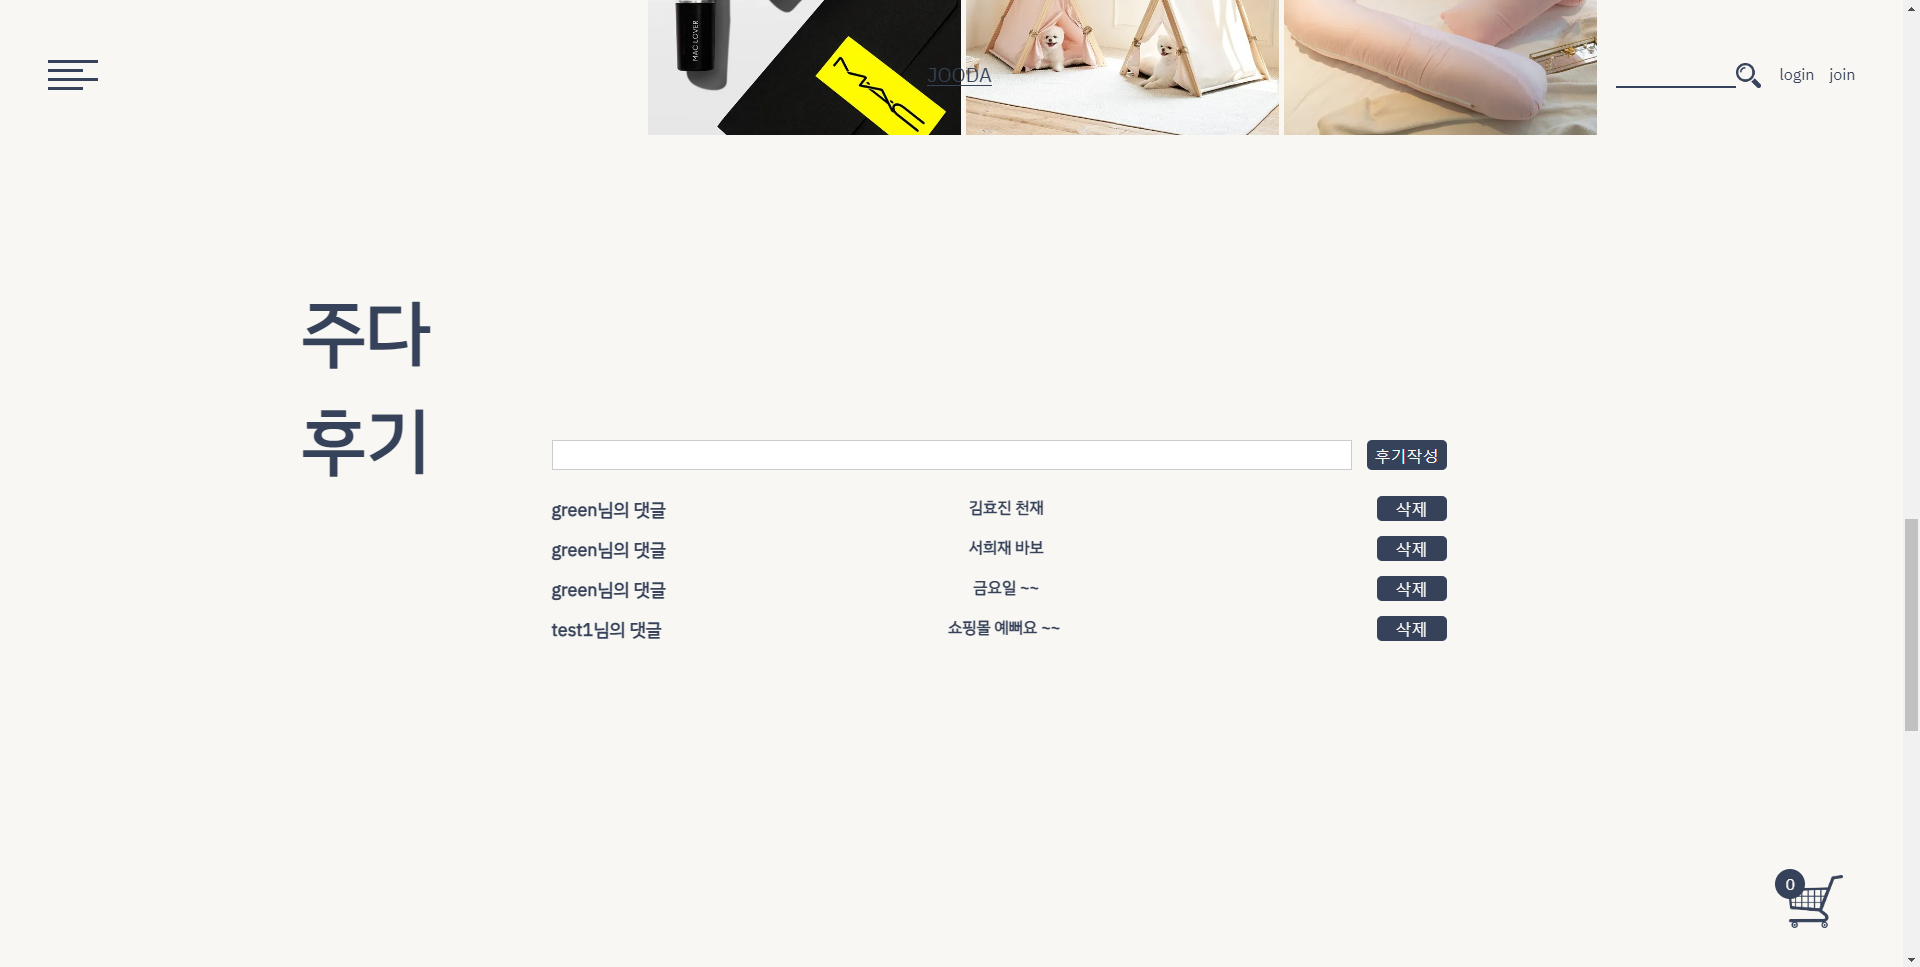 MAC LOVER
MAC
JOODA
login join
주다
후기
후기작성
green님의 댓글 김효진 천재 삭제
green님의 댓글 서희재 바보 삭제
green님의 댓글 금요일 ~~ 삭제
test1님의 댓글 쇼핑몰 예뻐요 ~~ 삭제
0